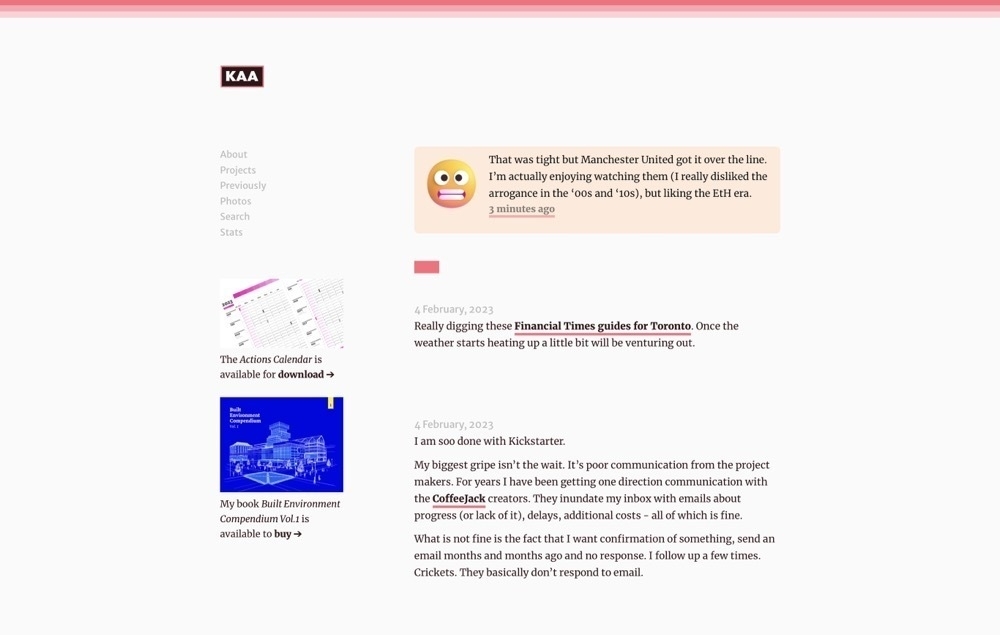 KAA
About
Projects
Previously
Photos
Search
Stats
The Actions Calendar is
available for download →
Built
Environment
Compendium
Vol. 1
My book Built Environment
Compendium Vol.1 is
available to buy →
That was tight but Manchester United got it over the line.
I’m actually enjoying watching them (I really disliked the
arrogance in the ‘00s and ‘10s), but liking the EtH era.
3 minutes ago
4 February, 2023
Really digging these Financial Times guides for Toronto. Once the
weather starts heating up a little bit will be venturing out.
4 February, 2023
I am soo done with Kickstarter.
My biggest gripe isn’t the wait. It’s poor communication from the project
makers. For years I have been getting one direction communication with
the CoffeeJack creators. They inundate my inbox with emails about
progress (or lack of it), delays, additional costs - all of which is fine.
What is not fine is the fact that I want confirmation of something, send an
email months and months ago and no response. I follow up a few times.
Crickets. They basically don’t respond to email.